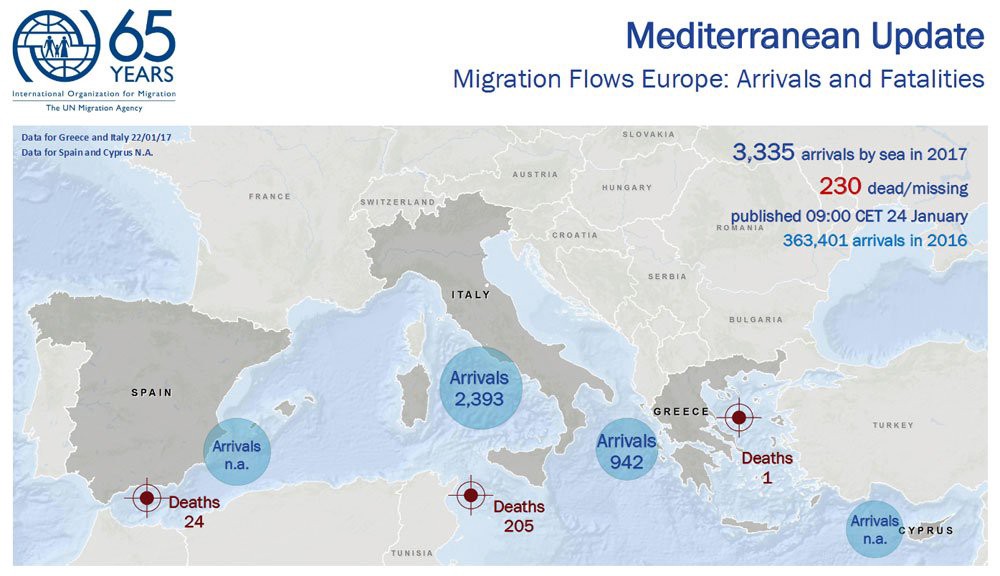 65
YEARS
International Organization for Migration
The UN Migration Agency
Mediterranean Update
Migration Flows Europe: Arrivals and Fatalities
Data for Greece and Italy 22/01/17
Data for Spain and Cyprus N.A.
3,335 arrivals by sea in 2017
230 dead/missing
published 09:00 CET 24 January
363,401 arrivals in 2016
SLOVAKIA
AUSTRIA
HUNGARY
FRANCE
SWITZERLAND
ROMANIA
CROATIA
SERBIA
ITALY
BULGARIA
SPAIN
Arrivals
2,393
GREECE
TURKEY
Arrivals
n.a.
Arrivals
942
Deaths
1
Deaths
24
Deaths
205
Arrivals
n.a.
CYPRUS
TUNISIA